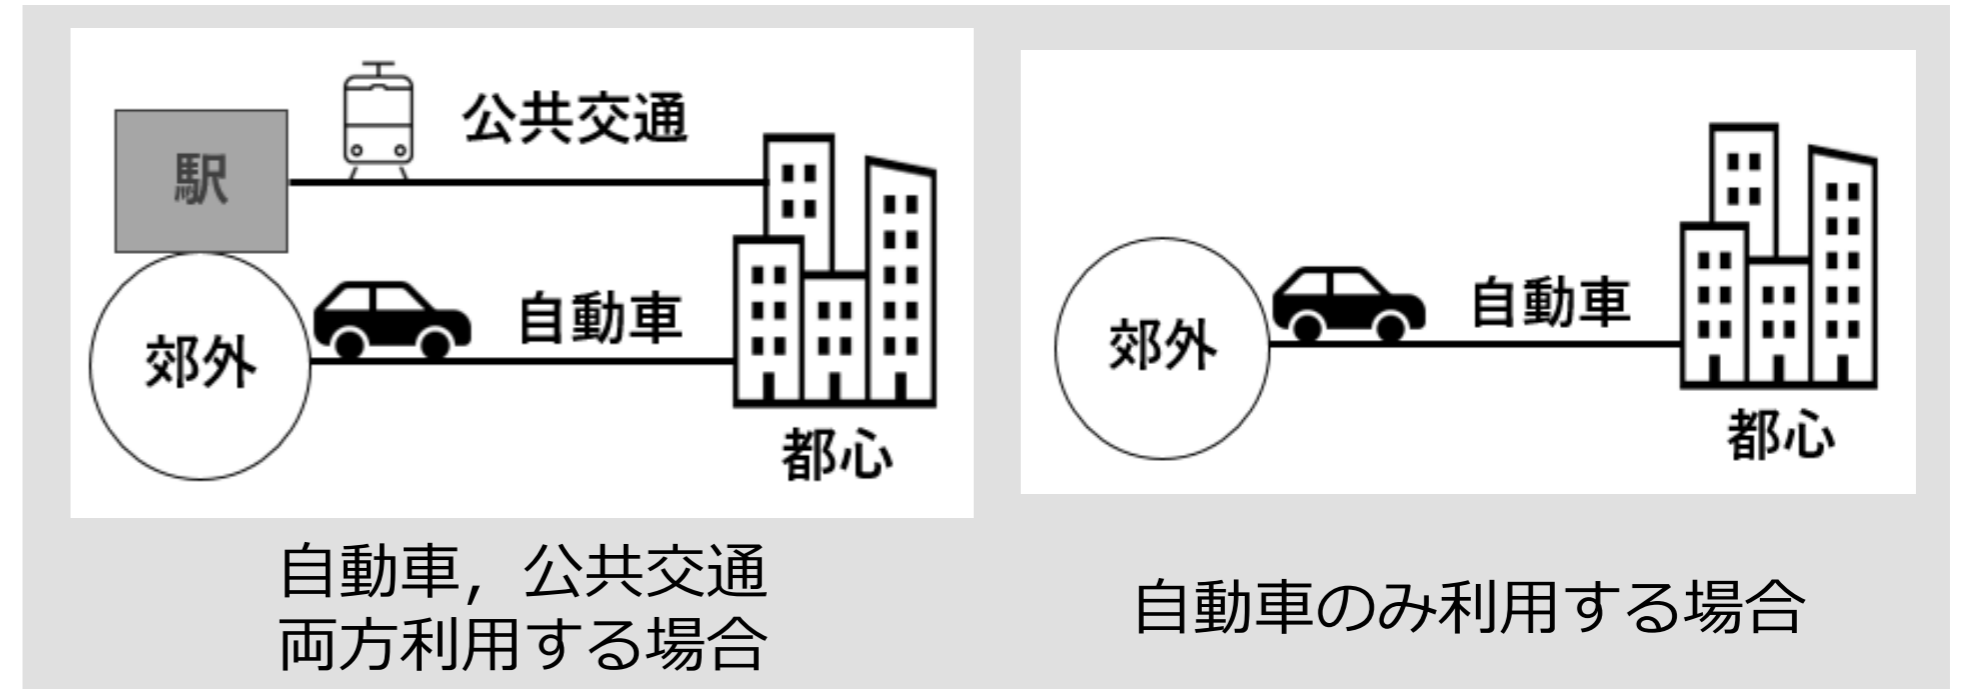 公共交通
駅
自動車
郊外
都心
自動車，公共交通
両方利用する場合
自動車
郊外
都心
自動車のみ利用する場合